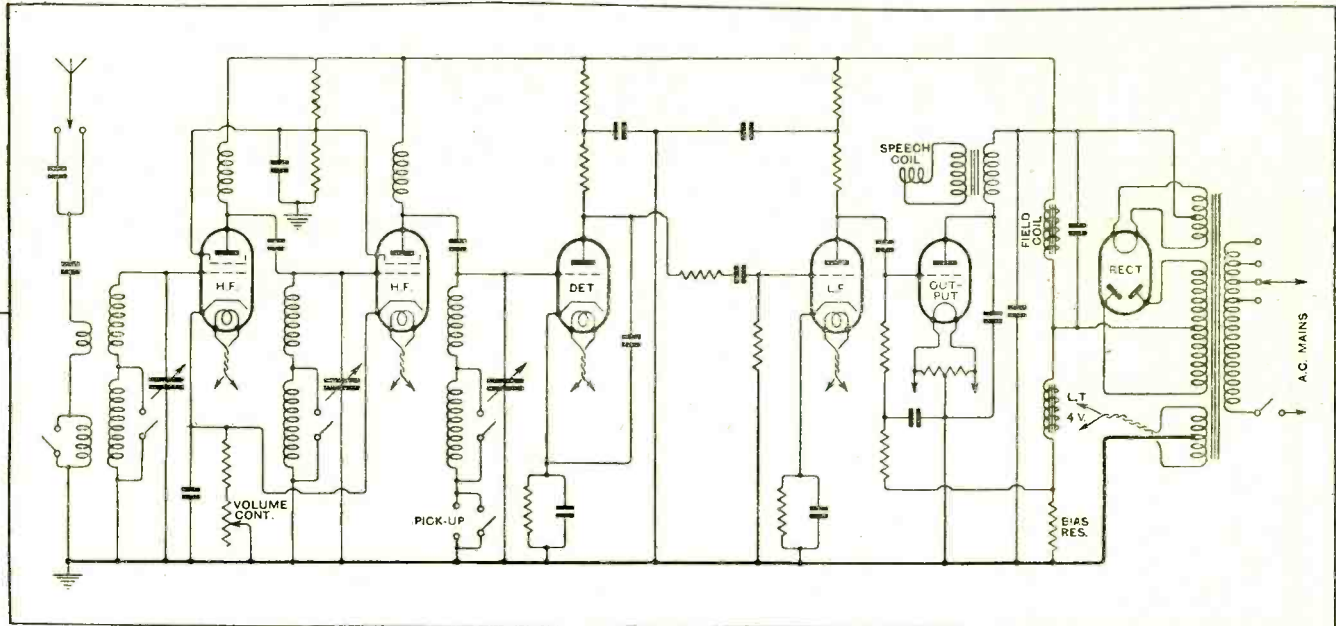 SPEECH
COIL
FIELD
COIL
RECT
A.C. MAINS
H.F.
H.F.
DET
L.F.
OUT-
PUT
L.T.
4 V.
VOLUME
CONT.
PICK-UP
BIAS
RES.